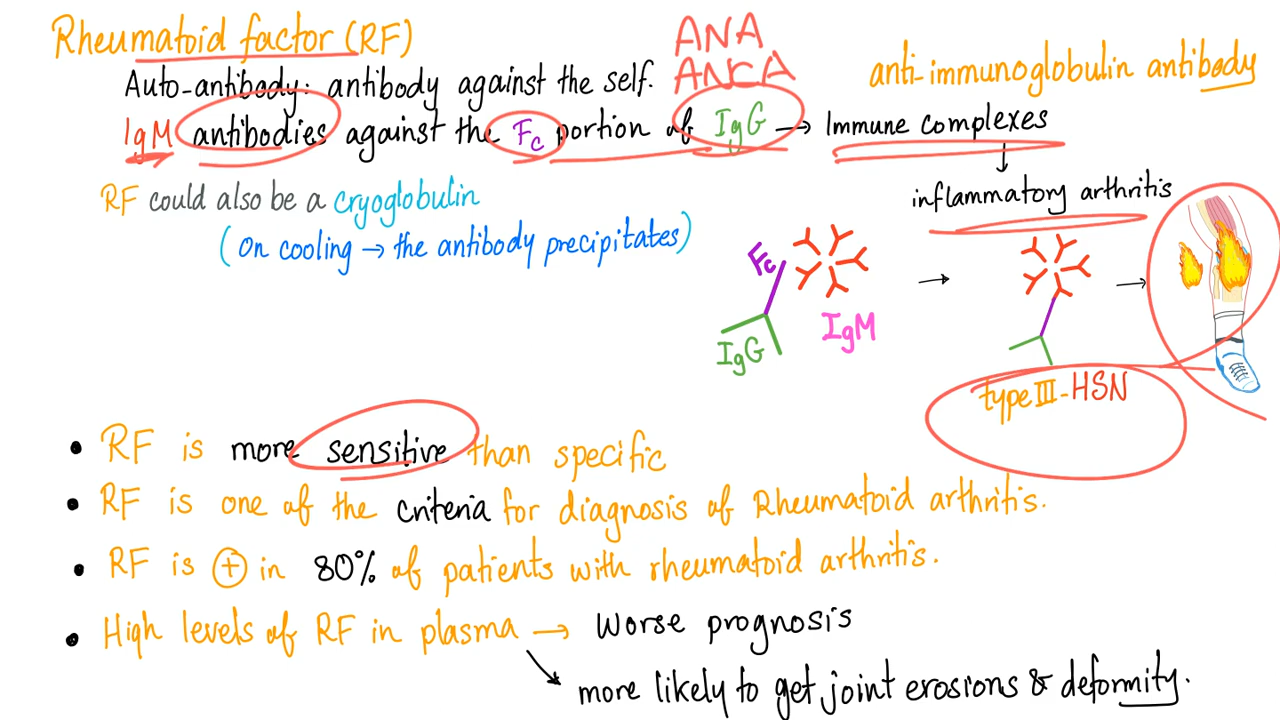 Rheumatoid factor (RF)
ANA
ANCA
anti-immunoglobulin antibody
Auto-antibody: antibody against the self.
IgM antibodies against the Fc portion of IgG → Immune complexes
↓
inflammatory arthritis
RF could also be a cryoglobulin
(On cooling → the antibody precipitates)
Fc
IgG
IgM
→
→
type III-HSN
• RF is more sensitive than specific
• RF is one of the criteria for diagnosis of Rheumatoid arthritis.
• RF is + in 80% of patients with rheumatoid arthritis.
• High levels of RF in plasma → Worse prognosis
↘ more likely to get joint erosions & deformity.